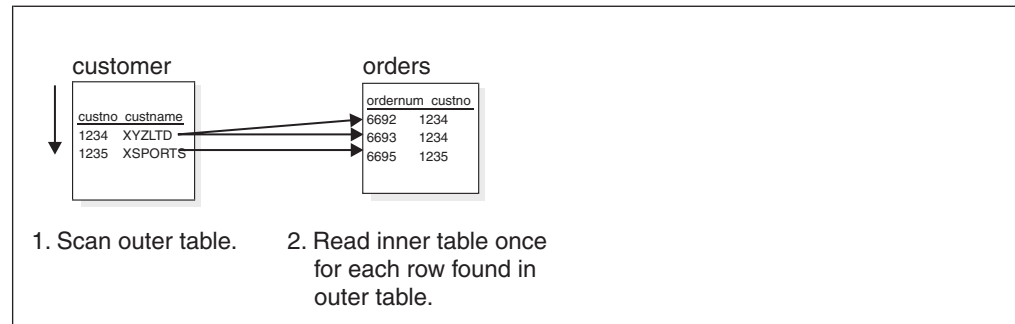 customer
custno custname
1234 XYZLTD
1235 XSPORTS
orders
ordernum custno
6692 1234
6693 1234
6695 1235
1. Scan outer table.
2. Read inner table once
for each row found in
outer table.